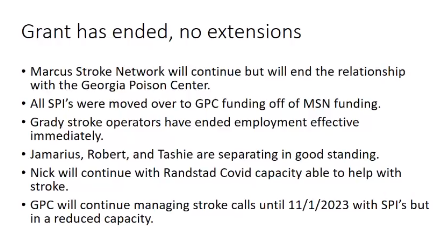 Grant has ended, no extensions
• Marcus Stroke Network will continue but will end the relationship
with the Georgia Poison Center.
• All SPI's were moved over to GPC funding off of MSN funding.
• Grady stroke operators have ended employment effective
immediately.
• Jamarius, Robert, and Tashie are separating in good standing.
• Nick will continue with Randstad Covid capacity able to help with
stroke.
• GPC will continue managing stroke calls until 11/1/2023 with SPI's but
in a reduced capacity.